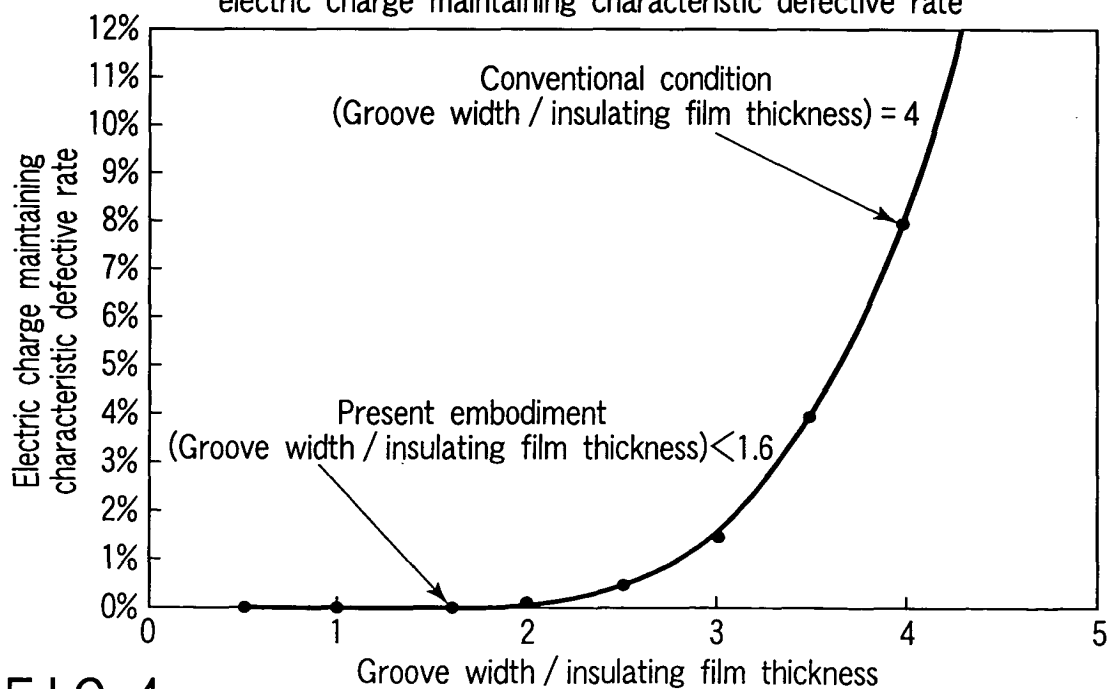 electric charge maintaining characteristic defective rate
12%
11%
10%
9%
8%
7%
6%
5%
4%
3%
2%
1%
0%
Electric charge maintaining
characteristic defective rate
Conventional condition
(Groove width / insulating film thickness) = 4
Present embodiment
(Groove width / insulating film thickness)<1.6
0
1
2
3
4
5
Groove width / insulating film thickness